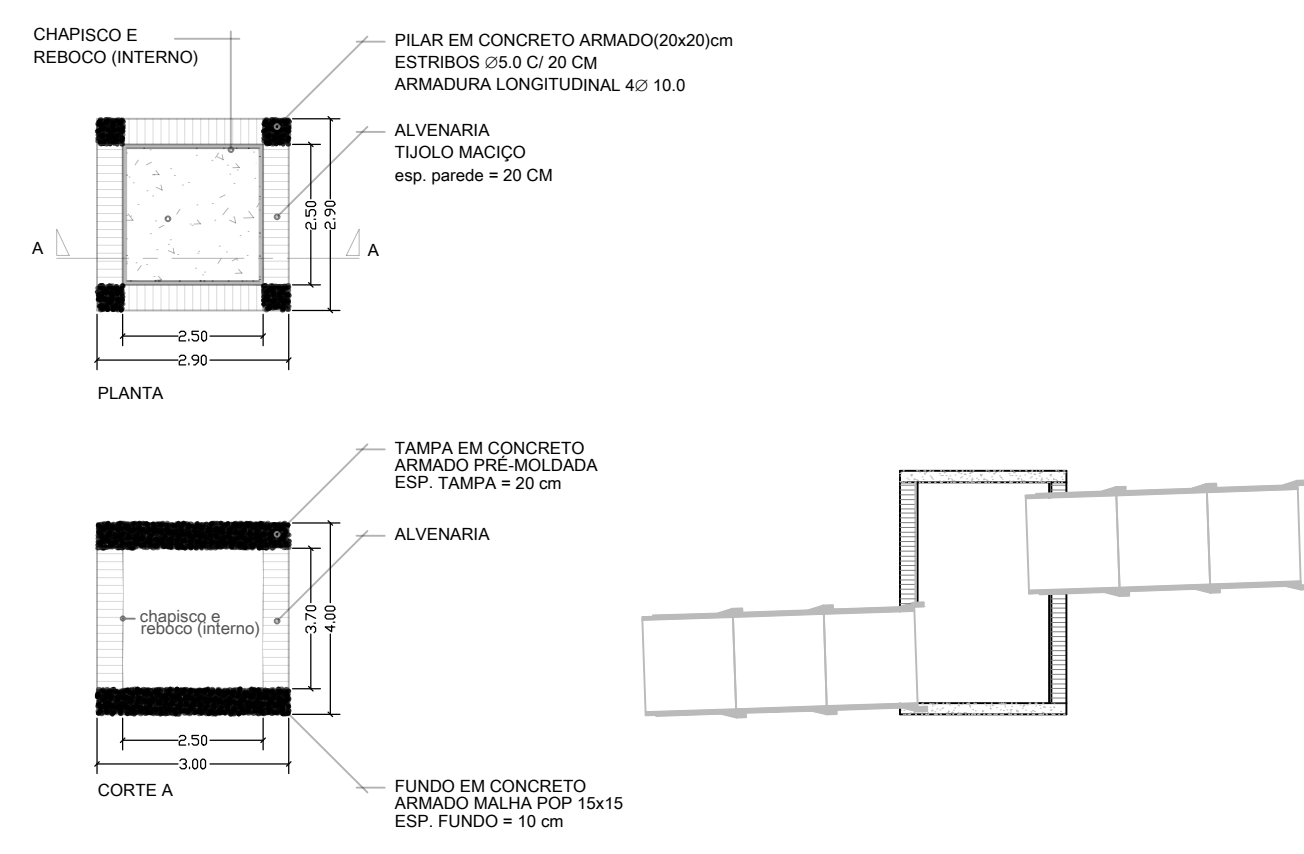 CHAPISCO E
REBOCO (INTERNO)
PILAR EM CONCRETO ARMADO(20x20)cm
ESTRIBOS ∅5.0 C/ 20 CM
ARMADURA LONGITUDINAL 4∅ 10.0
ALVENARIA
TIJOLO MACIÇO
esp. parede = 20 CM
2.50
2.90
A
A
2.50
2.90
PLANTA
TAMPA EM CONCRETO
ARMADO PRÉ-MOLDADA
ESP. TAMPA = 20 cm
ALVENARIA
chapisco e
reboco (interno)
3.70
4.00
2.50
3.00
CORTE A
FUNDO EM CONCRETO
ARMADO MALHA POP 15x15
ESP. FUNDO = 10 cm